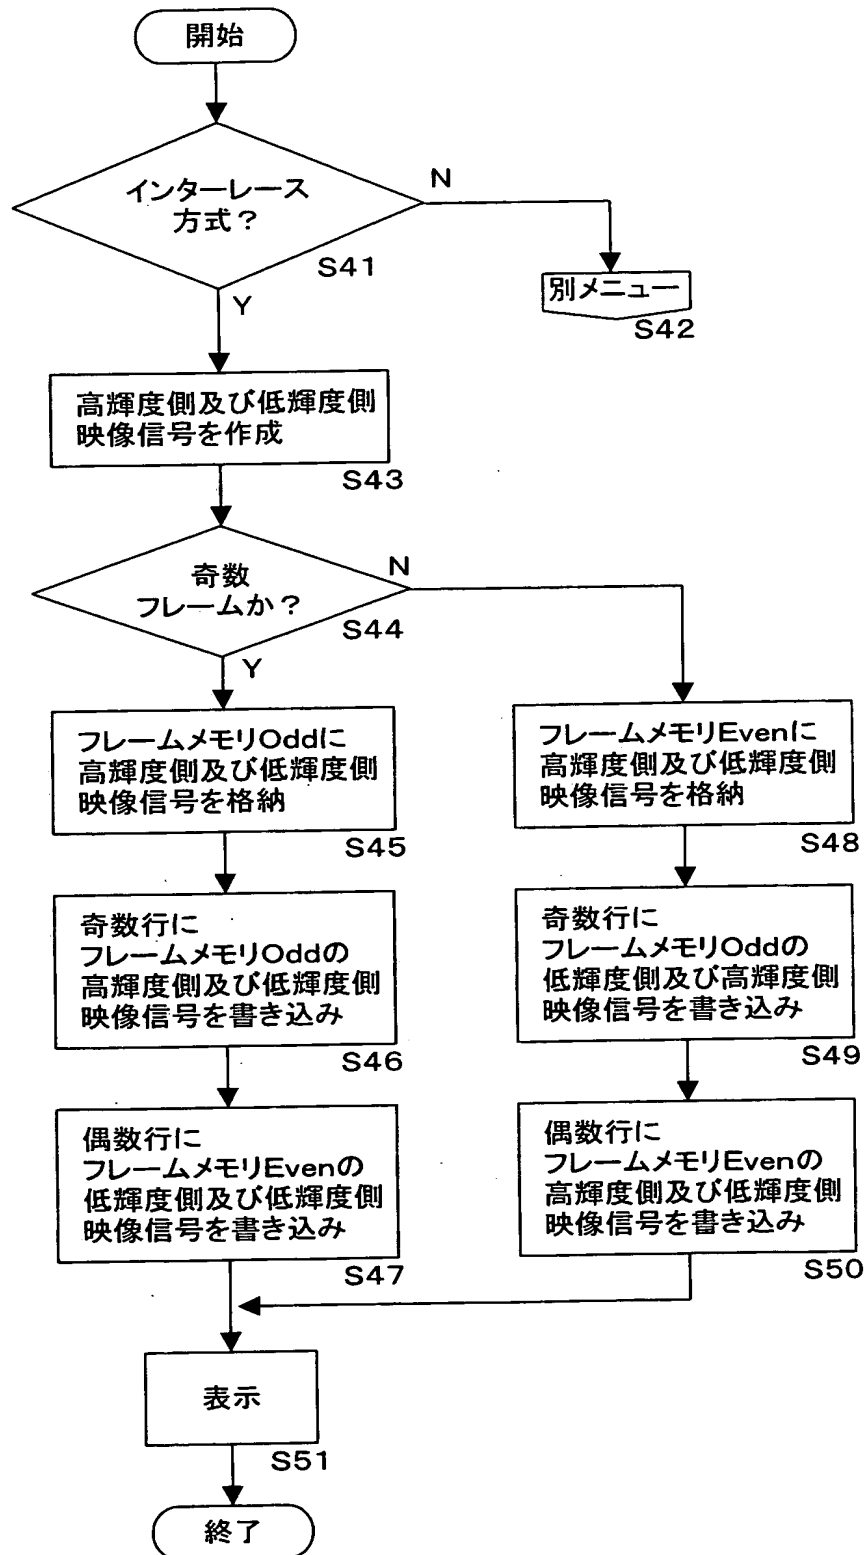 開始
インターレース
方式？
N
S41
Y
別メニュー
S42
高輝度側及び低輝度側
映像信号を作成
S43
奇数
フレームか？
N
S44
Y
フレームメモリOddに
高輝度側及び低輝度側
映像信号を格納
S45
奇数行に
フレームメモリOddの
高輝度側及び低輝度側
映像信号を書き込み
S46
偶数行に
フレームメモリEvenの
低輝度側及び低輝度側
映像信号を書き込み
S47
フレームメモリEvenに
高輝度側及び低輝度側
映像信号を格納
S48
奇数行に
フレームメモリOddの
低輝度側及び高輝度側
映像信号を書き込み
S49
偶数行に
フレームメモリEvenの
高輝度側及び低輝度側
映像信号を書き込み
S50
表示
S51
終了